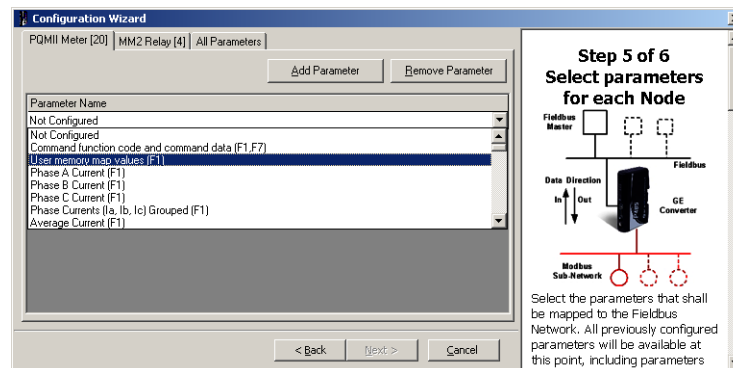 Configuration Wizard
PQMII Meter [20] MM2 Relay [4] All Parameters
Add Parameter Remove Parameter
Parameter Name
Not Configured
Not Configured
Command function code and command data (F1,F7)
User memory map values (F1)
Phase A Current (F1)
Phase B Current (F1)
Phase C Current (F1)
Phase Currents (Ia, Ib, Ic) Grouped (F1)
Average Current (F1)
< Back Next > Cancel
Step 5 of 6
Select parameters
for each Node
Fieldbus
Master
Fieldbus
Data Direction
In Out
GE
Converter
Modbus
Sub-Network
Select the parameters that shall
be mapped to the Fieldbus
Network. All previously configured
parameters will be available at
this point, including parameters